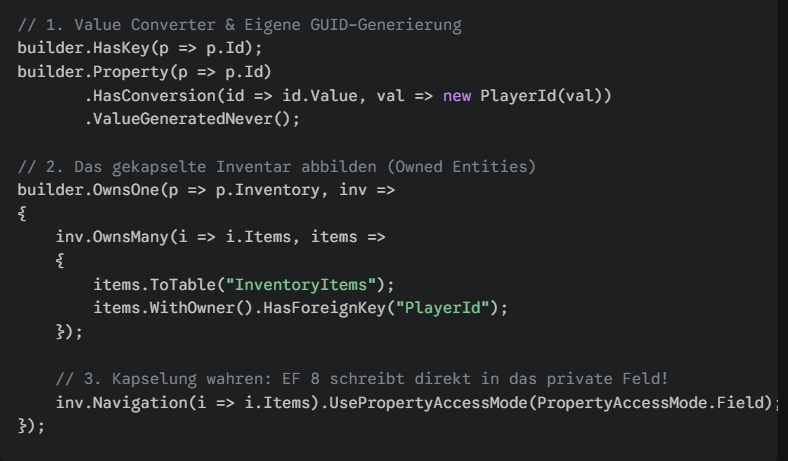 // 1. Value Converter & Eigene GUID-Generierung
builder.HasKey(p => p.Id);
builder.Property(p => p.Id)
       .HasConversion(id => id.Value, val => new PlayerId(val))
       .ValueGeneratedNever();

// 2. Das gekapselte Inventar abbilden (Owned Entities)
builder.OwnsOne(p => p.Inventory, inv =>
{
    inv.OwnsMany(i => i.Items, items =>
    {
        items.ToTable("InventoryItems");
        items.WithOwner().HasForeignKey("PlayerId");
    });

    // 3. Kapselung wahren: EF 8 schreibt direkt in das private Feld!
    inv.Navigation(i => i.Items).UsePropertyAccessMode(PropertyAccessMode.Field);
});